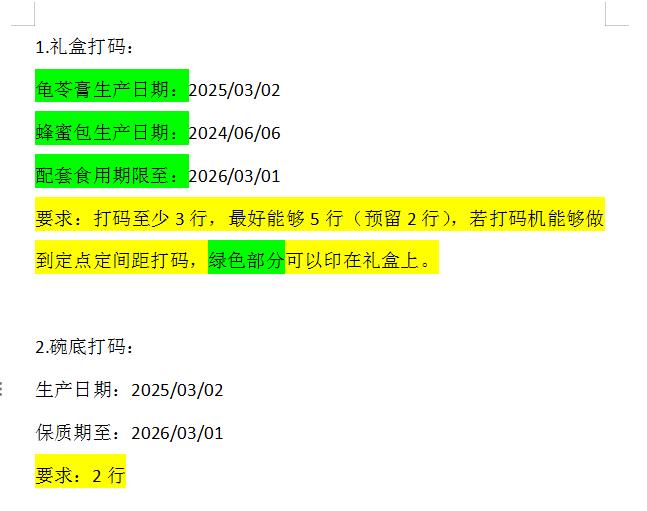 1.礼盒打码：
龟苓膏生产日期：2025/03/02
蜂蜜包生产日期：2024/06/06
配套食用期限至：2026/03/01
要求：打码至少 3 行，最好能够 5 行（预留 2 行），若打码机能够做
到定点定间距打码，绿色部分可以印在礼盒上。
2.碗底打码：
生产日期：2025/03/02
保质期至：2026/03/01
要求：2 行